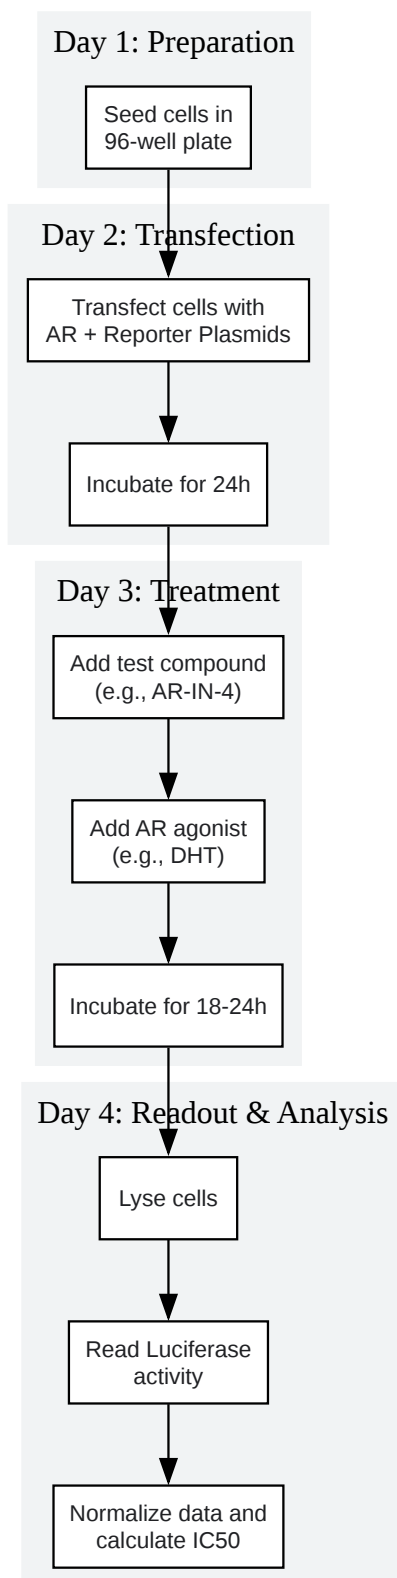 Day 1: Preparation
Seed cells in
96-well plate
Day 2: Transfection
Transfect cells with
AR + Reporter Plasmids
Incubate for 24h
Day 3: Treatment
Add test compound
(e.g., AR-IN-4)
Add AR agonist
(e.g., DHT)
Incubate for 18-24h
Day 4: Readout & Analysis
Lyse cells
Read Luciferase
activity
Normalize data and
calculate IC50